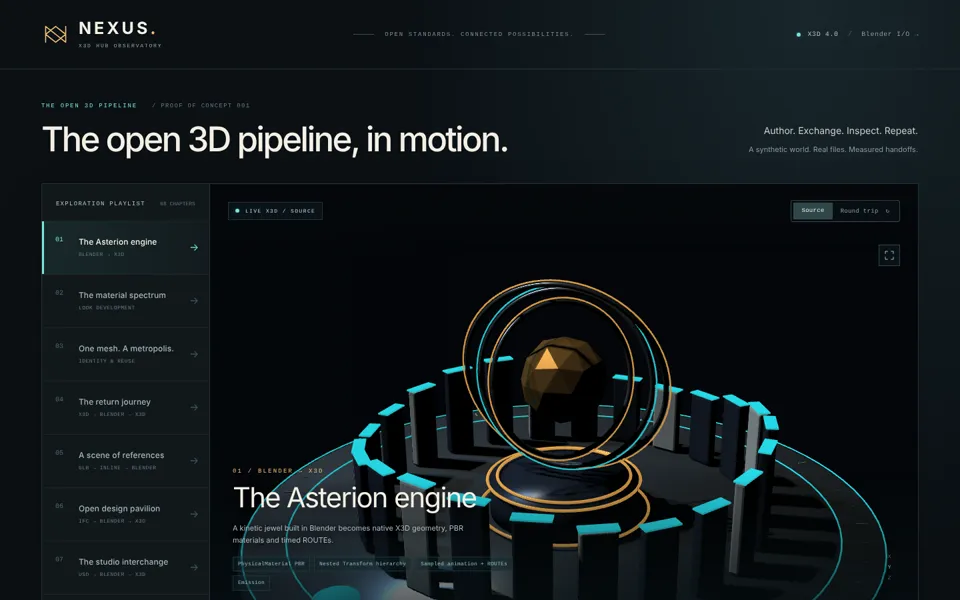 NEXUS.
X3D HUB OBSERVATORY
OPEN STANDARDS. CONNECTED POSSIBILITIES.
X3D 4.0 / Blender I/O
THE OPEN 3D PIPELINE / PROOF OF CONCEPT 001
The open 3D pipeline, in motion.
Author. Exchange. Inspect. Repeat.
A synthetic world. Real files. Measured handoffs.
EXPLORATION PLAYLIST
CHAPTERS
01 The Asterion engine →
BLENDER → X3D
02 The material spectrum →
LOOK DEVELOPMENT
03 One mesh. A metropolis. →
IDENTITY & REUSE
04 The return journey →
X3D → BLENDER → X3D
05 A scene of references →
GLB → INLINE → BLENDER
06 Open design pavilion →
IFC → BLENDER → X3D
07 The studio interchange →
USD → BLENDER → X3D
LIVE X3D / SOURCE
Source Round trip ↻
01 / BLENDER → X3D
The Asterion engine
A kinetic jewel built in Blender becomes native X3D geometry, PBR
materials and timed ROUTEs.
PhysicalMaterial PBR Nested Transform hierarchy Sampled animation + ROUTEs
Emission